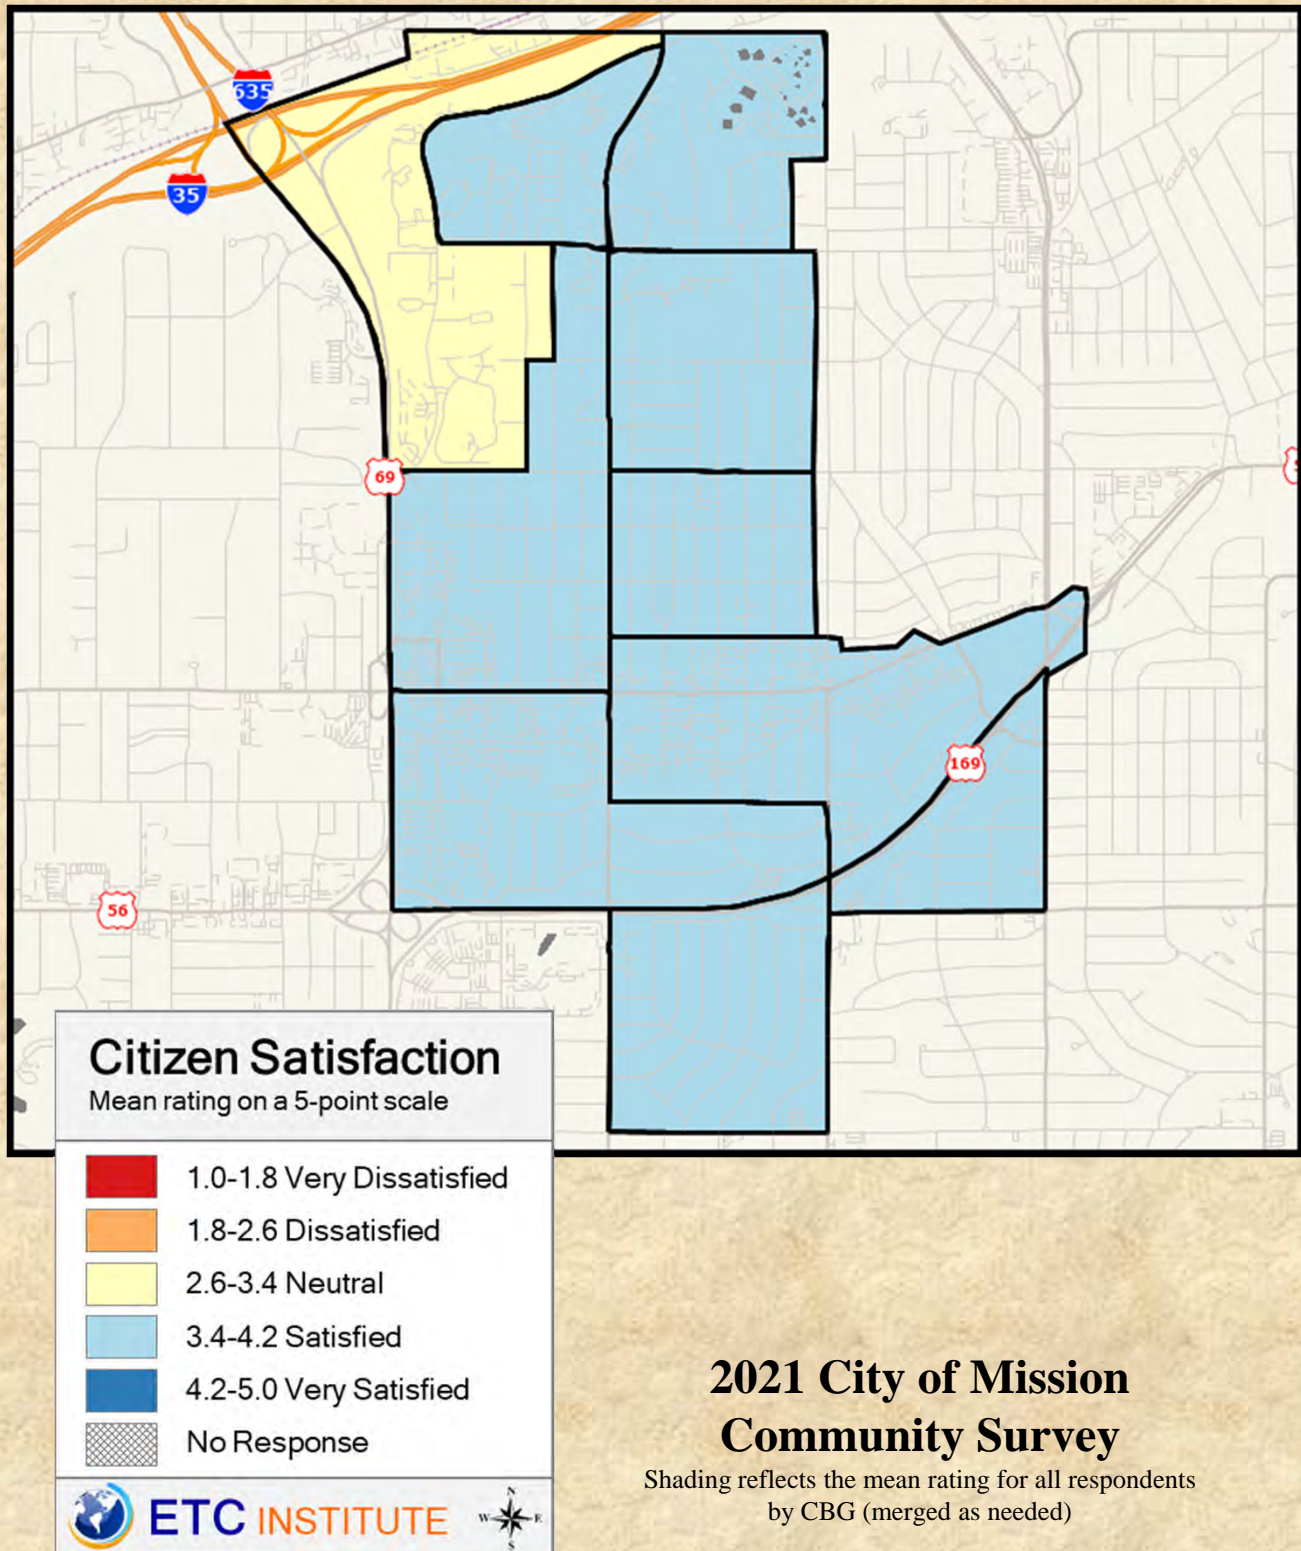 635
35
69
169
56
Citizen Satisfaction
Mean rating on a 5-point scale
1.0-1.8 Very Dissatisfied
1.8-2.6 Dissatisfied
2.6-3.4 Neutral
3.4-4.2 Satisfied
4.2-5.0 Very Satisfied
No Response
ETC INSTITUTE
N
W E
S
2021 City of Mission
Community Survey
Shading reflects the mean rating for all respondents
by CBG (merged as needed)